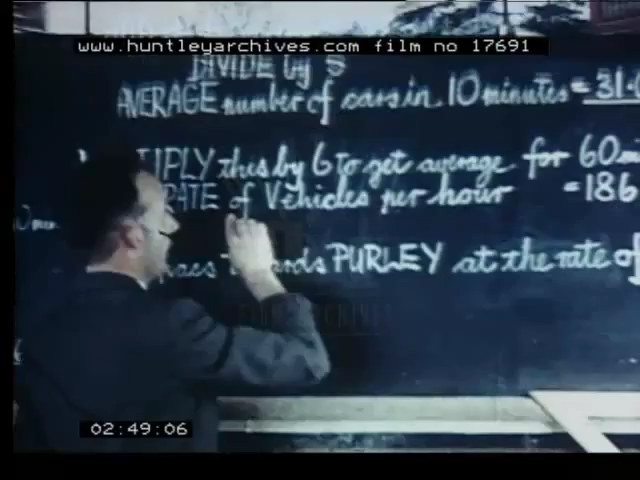 www.huntleyarchives.com film no 17691
DIVIDE by 5
AVERAGE number of cars in 10 minutes = 31.
TIPLY this by 6 to get average for 60 mi
RATE of Vehicles per hour = 186
towards PURLEY at the rate of
02:49:06